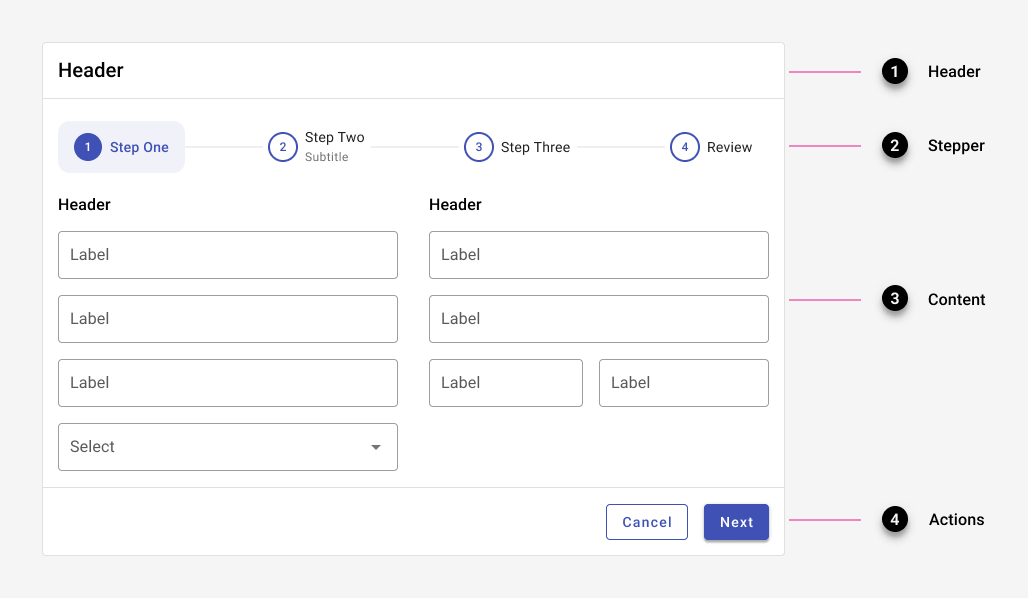 Header
1 Header
1 Step One
2 Step Two
Subtitle
3 Step Three
4 Review
2 Stepper
Header
Header
Label
Label
Label
Label
3 Content
Label
Label
Label
Select
Cancel
Next
4 Actions